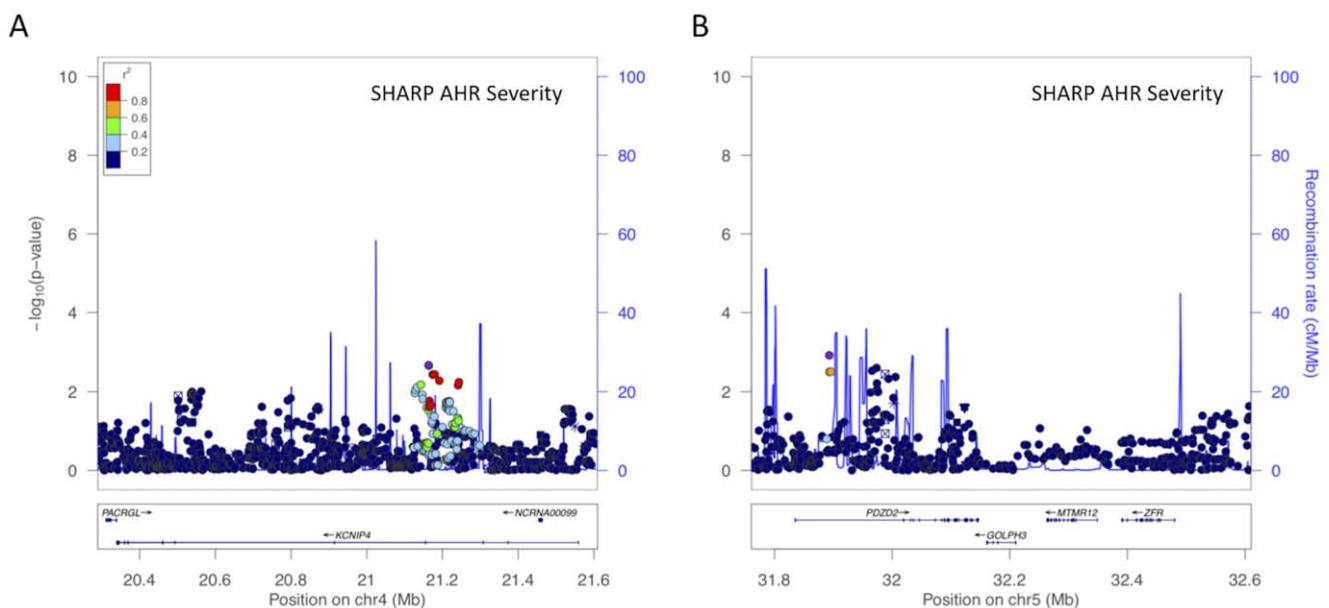 A
B
SHARP AHR Severity
SHARP AHR Severity
r²
0.8
0.6
0.4
0.2
10
8
6
4
2
0
−log₁₀(p-value)
100
80
60
40
20
0
PACRGL→
←NCRNA00099
←KCNIP4
20.4 20.6 20.8 21 21.2 21.4 21.6
Position on chr4 (Mb)
10
8
6
4
2
0
100
80
60
40
20
0
Recombination rate (cM/Mb)
PDZD2→
←MTMR12
←ZFR
←GOLPH3
31.8 32 32.2 32.4 32.6
Position on chr5 (Mb)